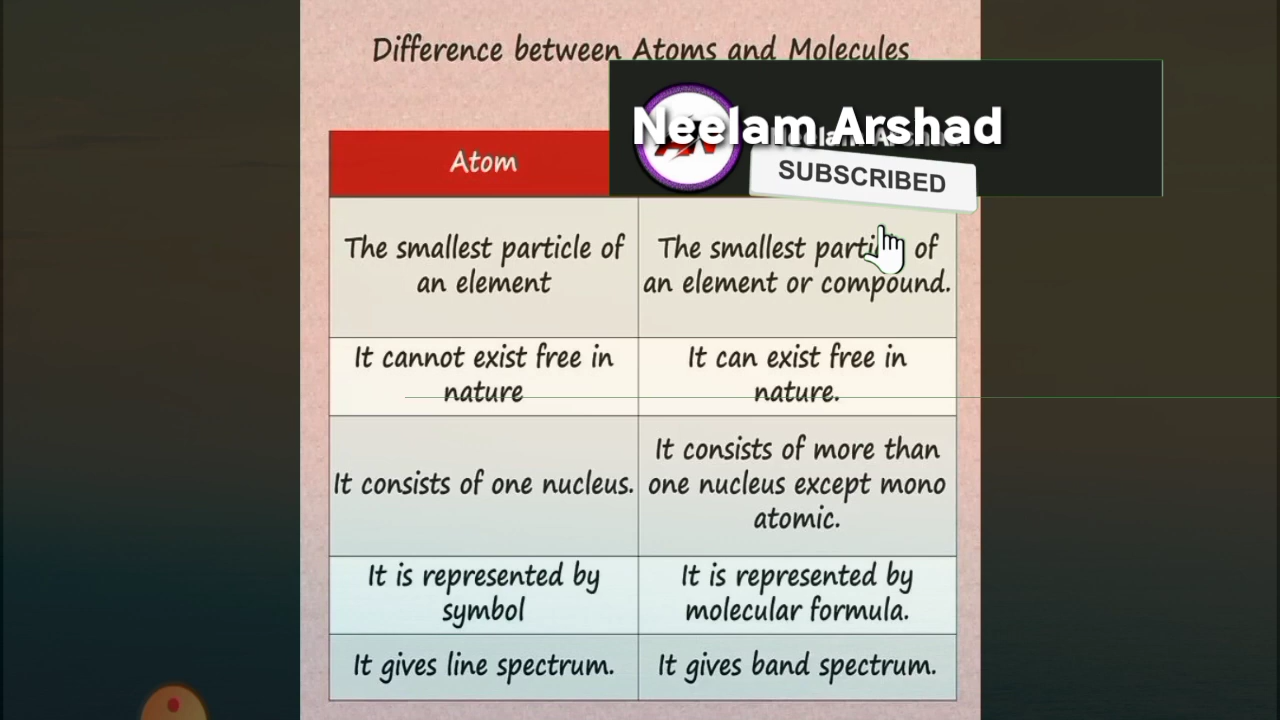 Difference between Atoms and Molecules
Neelam Arshad
SUBSCRIBED
Atom
The smallest particle of
an element
The smallest particle of
an element or compound.
It cannot exist free in
nature
It can exist free in
nature.
It consists of one nucleus.
It consists of more than
one nucleus except mono
atomic.
It is represented by
symbol
It is represented by
molecular formula.
It gives line spectrum.
It gives band spectrum.